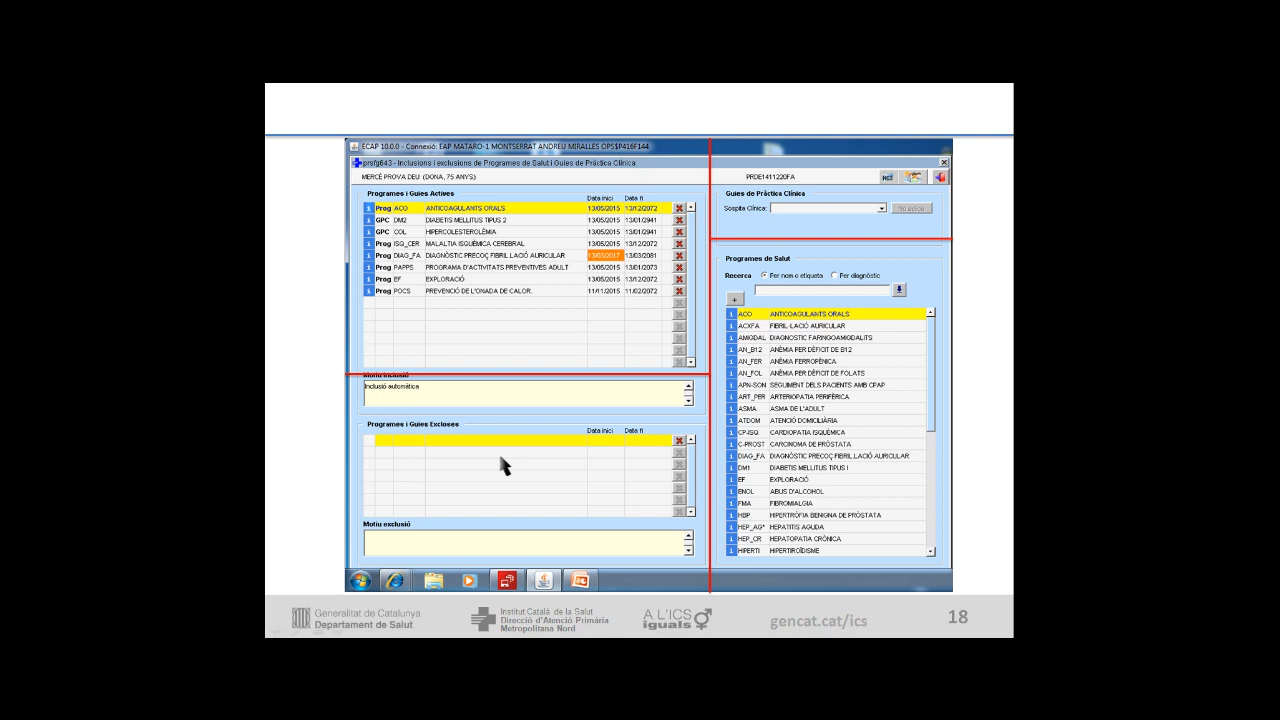 ECAP 10.0.0 - Connexió: EAP MATARO-1 MONTSERRAT ANDREU MIRALLES OPS$P416F144
prsfg643 - Inclusions i exclusions de Programes de Salut i Guies de Pràctica Clínica
MERCÈ PROVA DEU (DONA, 75 ANYS)
PRDE1411220FA
Programes i Guies Actives
Data inici Data fi
i Prog ACO ANTICOAGULANTS ORALS 13/05/2015 13/12/2072
i GPC DM2 DIABETIS MELLITUS TIPUS 2 13/05/2015 13/01/2941
i GPC COL HIPERCOLESTEROLÈMIA 13/05/2015 13/01/2941
i Prog ISQ_CER MALALTIA ISQUÈMICA CEREBRAL 13/05/2015 13/12/2072
i Prog DIAG_FA DIAGNÒSTIC PRECOÇ FIBRIL.LACIÓ AURICULAR 13/03/2017 13/03/2081
i Prog PAPPS PROGRAMA D'ACTIVITATS PREVENTIVES ADULT 13/05/2015 13/01/2073
i Prog EF EXPLORACIÓ 13/05/2015 13/12/2072
i Prog POCS PREVENCIÓ DE L'ONADA DE CALOR. 11/11/2015 11/02/2072
Motiu inclusió
Inclusió automàtica
Programes i Guies Excloses
Data inici Data fi
Motiu exclusió
Guies de Pràctica Clínica
Sospita Clínica:
No aplica
Programes de Salut
Recerca Per nom o etiqueta Per diagnòstic
+
i ACO ANTICOAGULANTS ORALS
i ACXFA FIBRIL·LACIÓ AURICULAR
i AMIGDAL DIAGNOSTIC FARINGOAMIGDALITS
i AN_B12 ANÈMIA PER DÈFICIT DE B12
i AN_FER ANÈMIA FERROPÈNICA
i AN_FOL ANÈMIA PER DÈFICIT DE FOLATS
i APN-SON SEGUIMENT DELS PACIENTS AMB CPAP
i ART_PER ARTERIOPATIA PERIFÈRICA
i ASMA ASMA DE L'ADULT
i ATDOM ATENCIÓ DOMICILIÀRIA
i CP-ISQ CARDIOPATIA ISQUÈMICA
i C-PROST CARCINOMA DE PRÒSTATA
i DIAG_FA DIAGNÒSTIC PRECOÇ FIBRIL.LACIÓ AURICULAR
i DM1 DIABETIS MELLITUS TIPUS I
i EF EXPLORACIÓ
i ENOL ABUS D'ALCOHOL
i FMA FIBROMIALGIA
i HBP HIPERTRÒFIA BENIGNA DE PRÒSTATA
i HEP_AG* HEPATITIS AGUDA
i HEP_CR HEPATOPATIA CRÒNICA
i HIPERTI HIPERTIROÏDISME
Generalitat de Catalunya
Departament de Salut
Institut Català de la Salut
Direcció d'Atenció Primària
Metropolitana Nord
A L'ICS
iguals
gencat.cat/ics
18